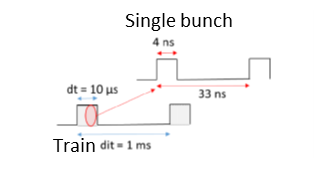 Single bunch
4 ns
dt = 10 µs
33 ns
Train dit = 1 ms